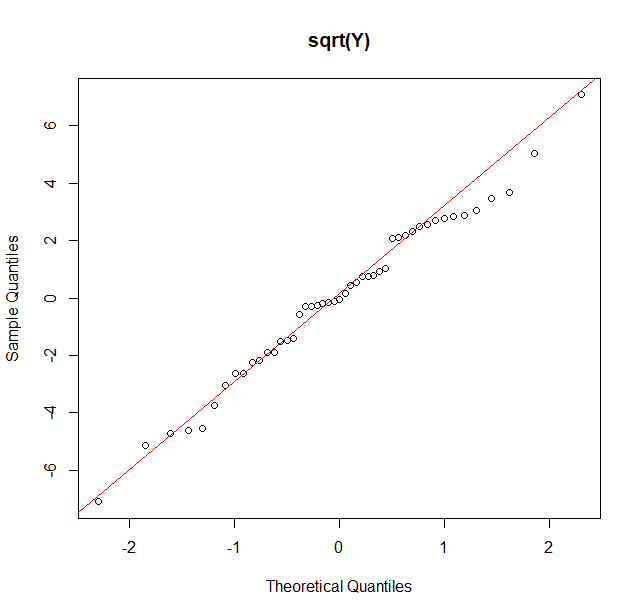 sqrt(Y)
Sample Quantiles
6
4
2
0
-2
-4
-6
-2 -1 0 1 2
Theoretical Quantiles